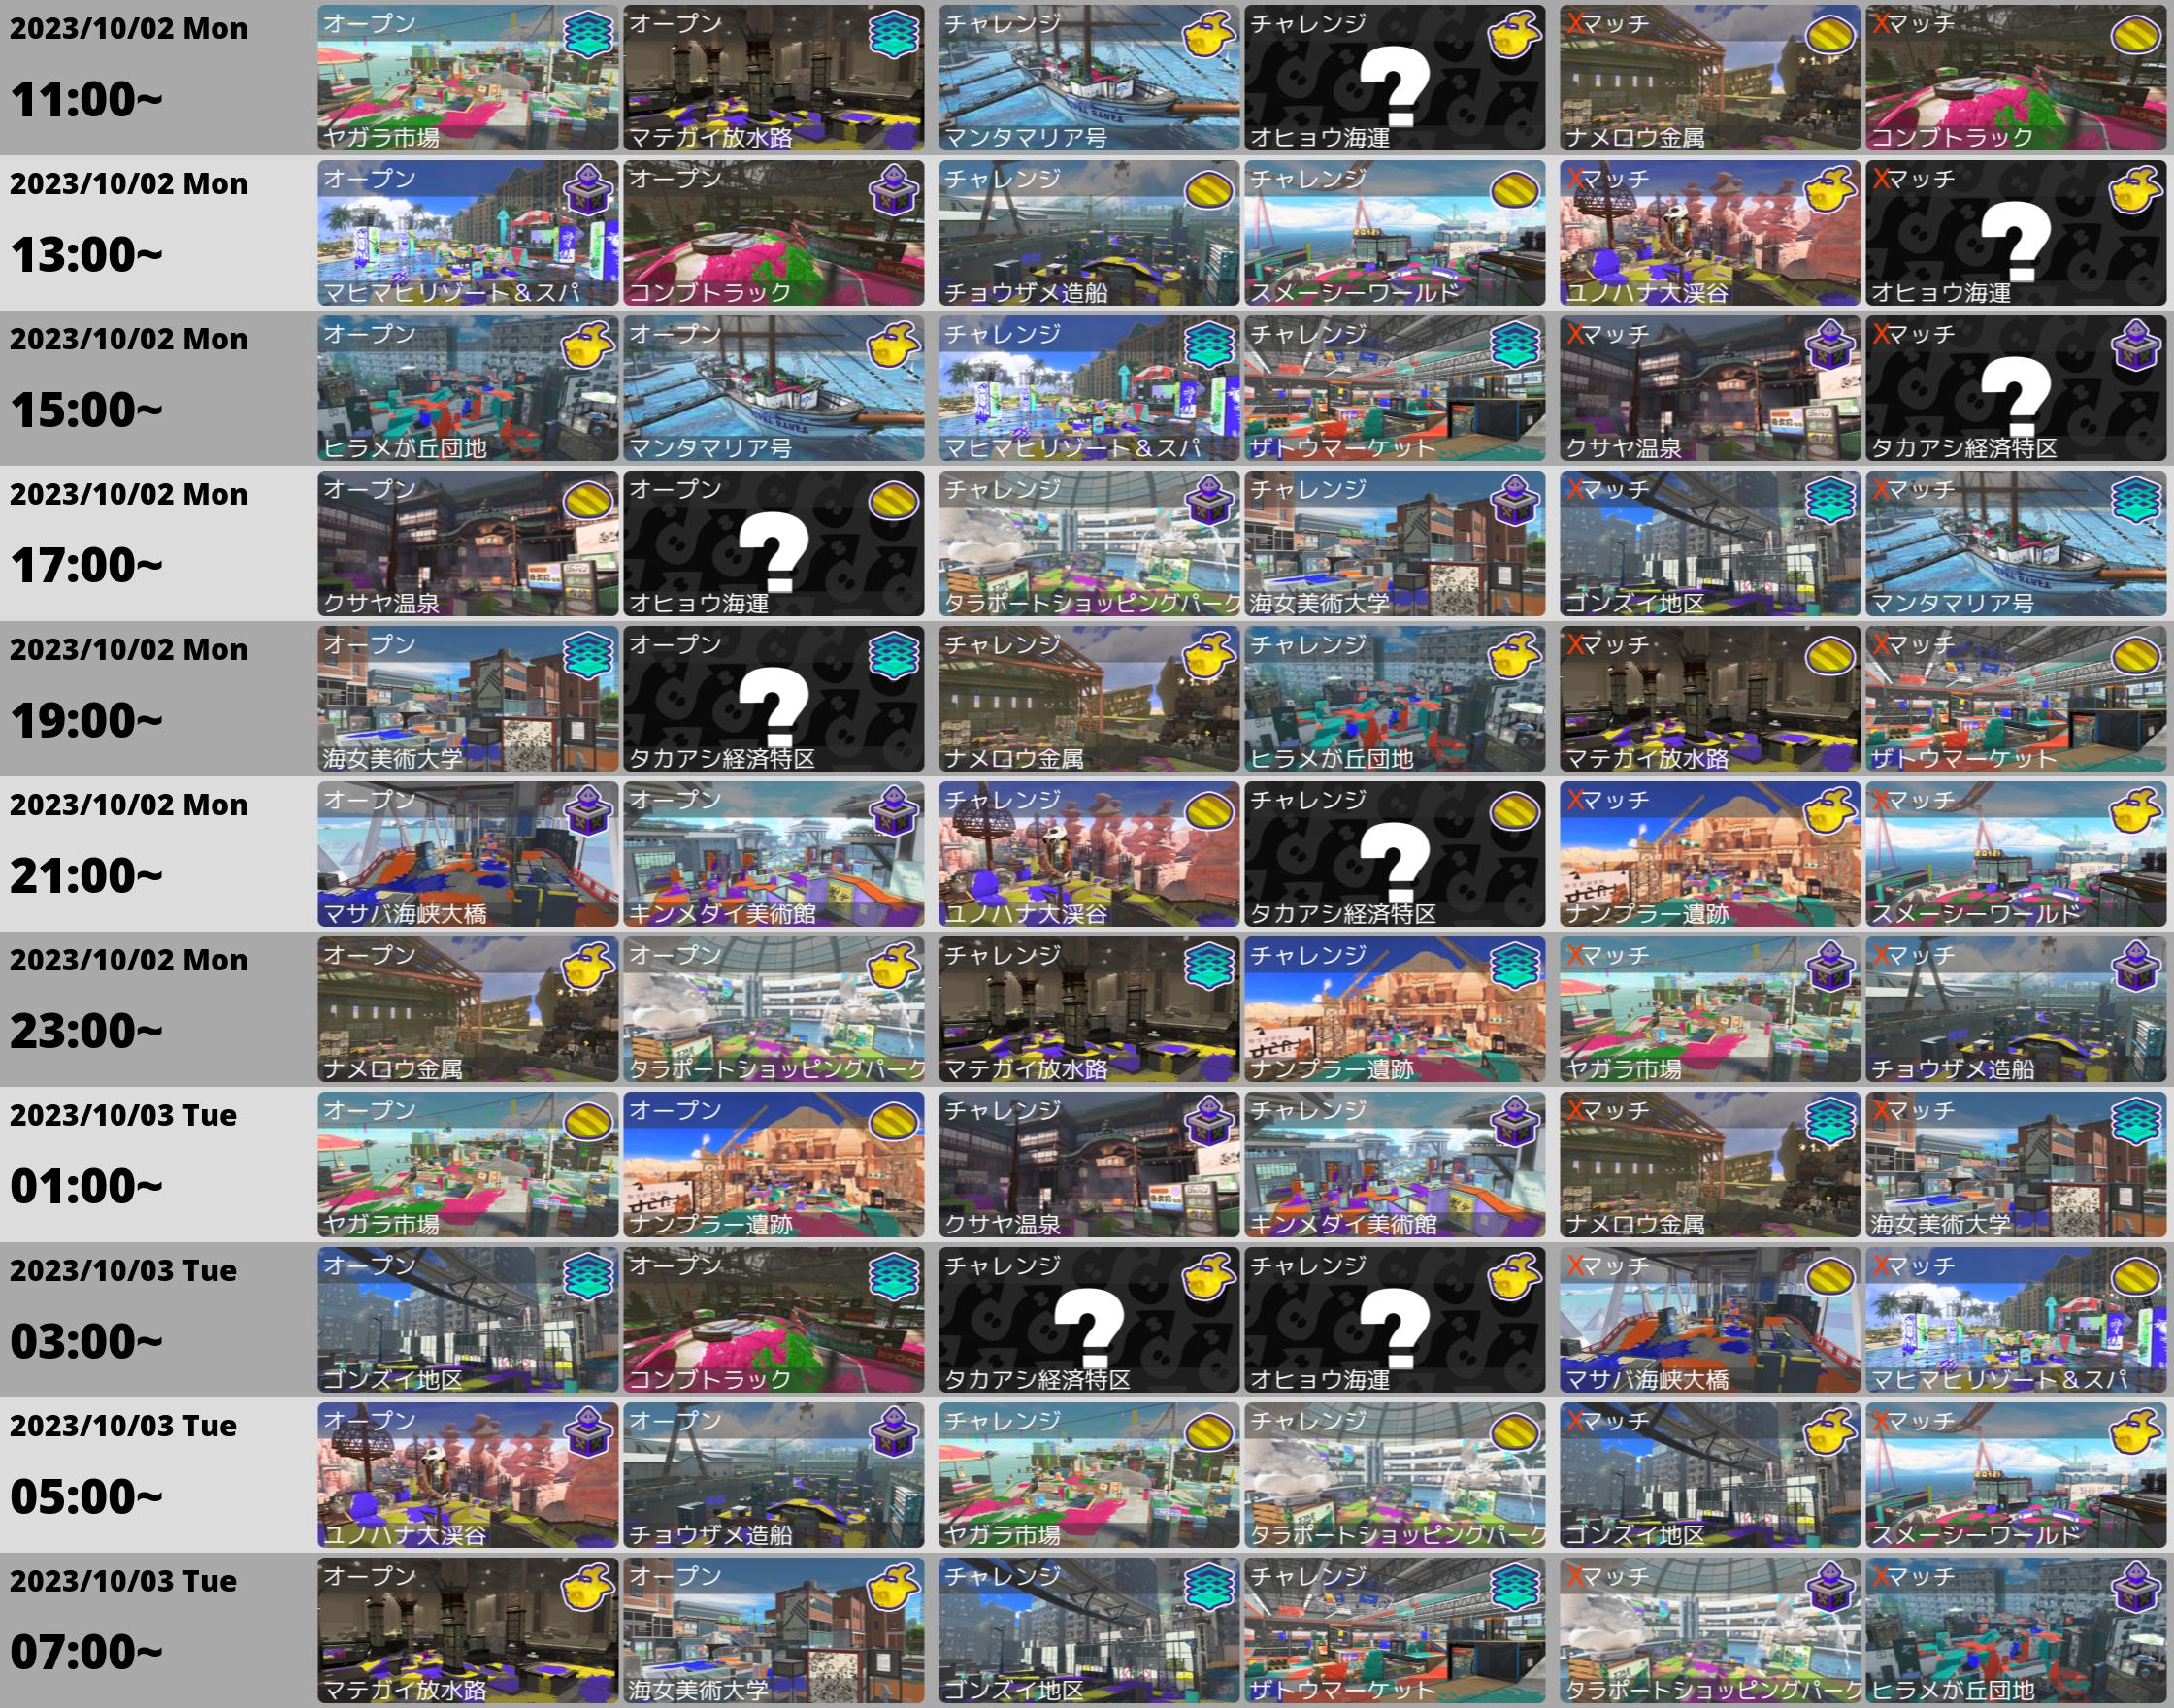 2023/10/02 Mon
11:00~
オープン オープン チャレンジ チャレンジ Xマッチ Xマッチ
ヤガラ市場 マテガイ放水路 マンタマリア号 オヒョウ海運 ナメロウ金属 コンブトラック
2023/10/02 Mon
13:00~
オープン オープン チャレンジ チャレンジ Xマッチ Xマッチ
マヒマヒリゾート＆スパ コンブトラック チョウザメ造船 スメーシーワールド ユノハナ大渓谷 オヒョウ海運
2023/10/02 Mon
15:00~
オープン オープン チャレンジ チャレンジ Xマッチ Xマッチ
ヒラメが丘団地 マンタマリア号 マヒマヒリゾート＆スパ ザトウマーケット クサヤ温泉 タカアシ経済特区
2023/10/02 Mon
17:00~
オープン オープン チャレンジ チャレンジ Xマッチ Xマッチ
クサヤ温泉 オヒョウ海運 タラポートショッピングパーク 海女美術大学 ゴンズイ地区 マンタマリア号
2023/10/02 Mon
19:00~
オープン オープン チャレンジ チャレンジ Xマッチ Xマッチ
海女美術大学 タカアシ経済特区 ナメロウ金属 ヒラメが丘団地 マテガイ放水路 ザトウマーケット
2023/10/02 Mon
21:00~
オープン オープン チャレンジ チャレンジ Xマッチ Xマッチ
マサバ海峡大橋 キンメダイ美術館 ユノハナ大渓谷 タカアシ経済特区 ナンプラー遺跡 スメーシーワールド
2023/10/02 Mon
23:00~
オープン オープン チャレンジ チャレンジ Xマッチ Xマッチ
ナメロウ金属 タラポートショッピングパーク マテガイ放水路 ナンプラー遺跡 ヤガラ市場 チョウザメ造船
2023/10/03 Tue
01:00~
オープン オープン チャレンジ チャレンジ Xマッチ Xマッチ
ヤガラ市場 ナンプラー遺跡 クサヤ温泉 キンメダイ美術館 ナメロウ金属 海女美術大学
2023/10/03 Tue
03:00~
オープン オープン チャレンジ チャレンジ Xマッチ Xマッチ
ゴンズイ地区 コンブトラック タカアシ経済特区 オヒョウ海運 マサバ海峡大橋 マヒマヒリゾート＆スパ
2023/10/03 Tue
05:00~
オープン オープン チャレンジ チャレンジ Xマッチ Xマッチ
ユノハナ大渓谷 チョウザメ造船 ヤガラ市場 タラポートショッピングパーク ゴンズイ地区 スメーシーワールド
2023/10/03 Tue
07:00~
オープン オープン チャレンジ チャレンジ Xマッチ Xマッチ
マテガイ放水路 海女美術大学 ゴンズイ地区 ザトウマーケット タラポートショッピングパーク ヒラメが丘団地